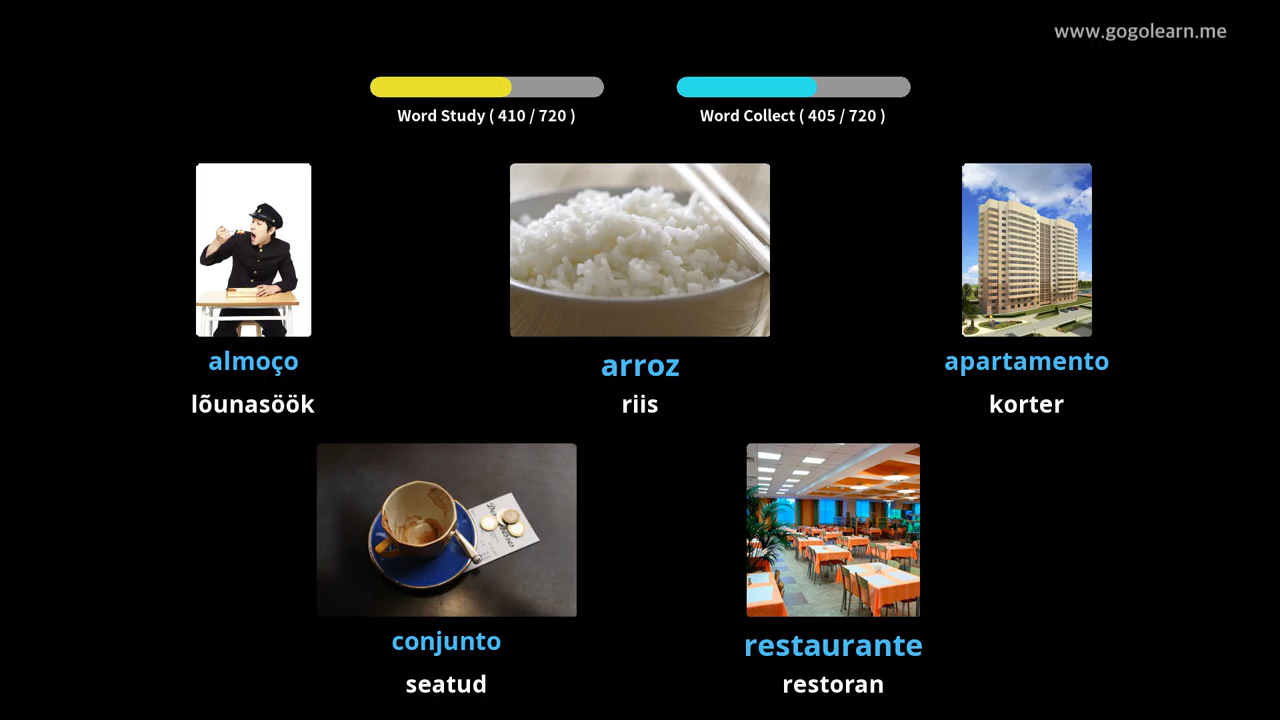 www.gogolearn.me
Word Study ( 410 / 720 )
Word Collect ( 405 / 720 )
almoço
lõunasöök
arroz
riis
apartamento
korter
conjunto
seatud
restaurante
restoran